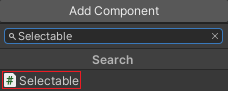 Add Component
Selectable
Search
# Selectable